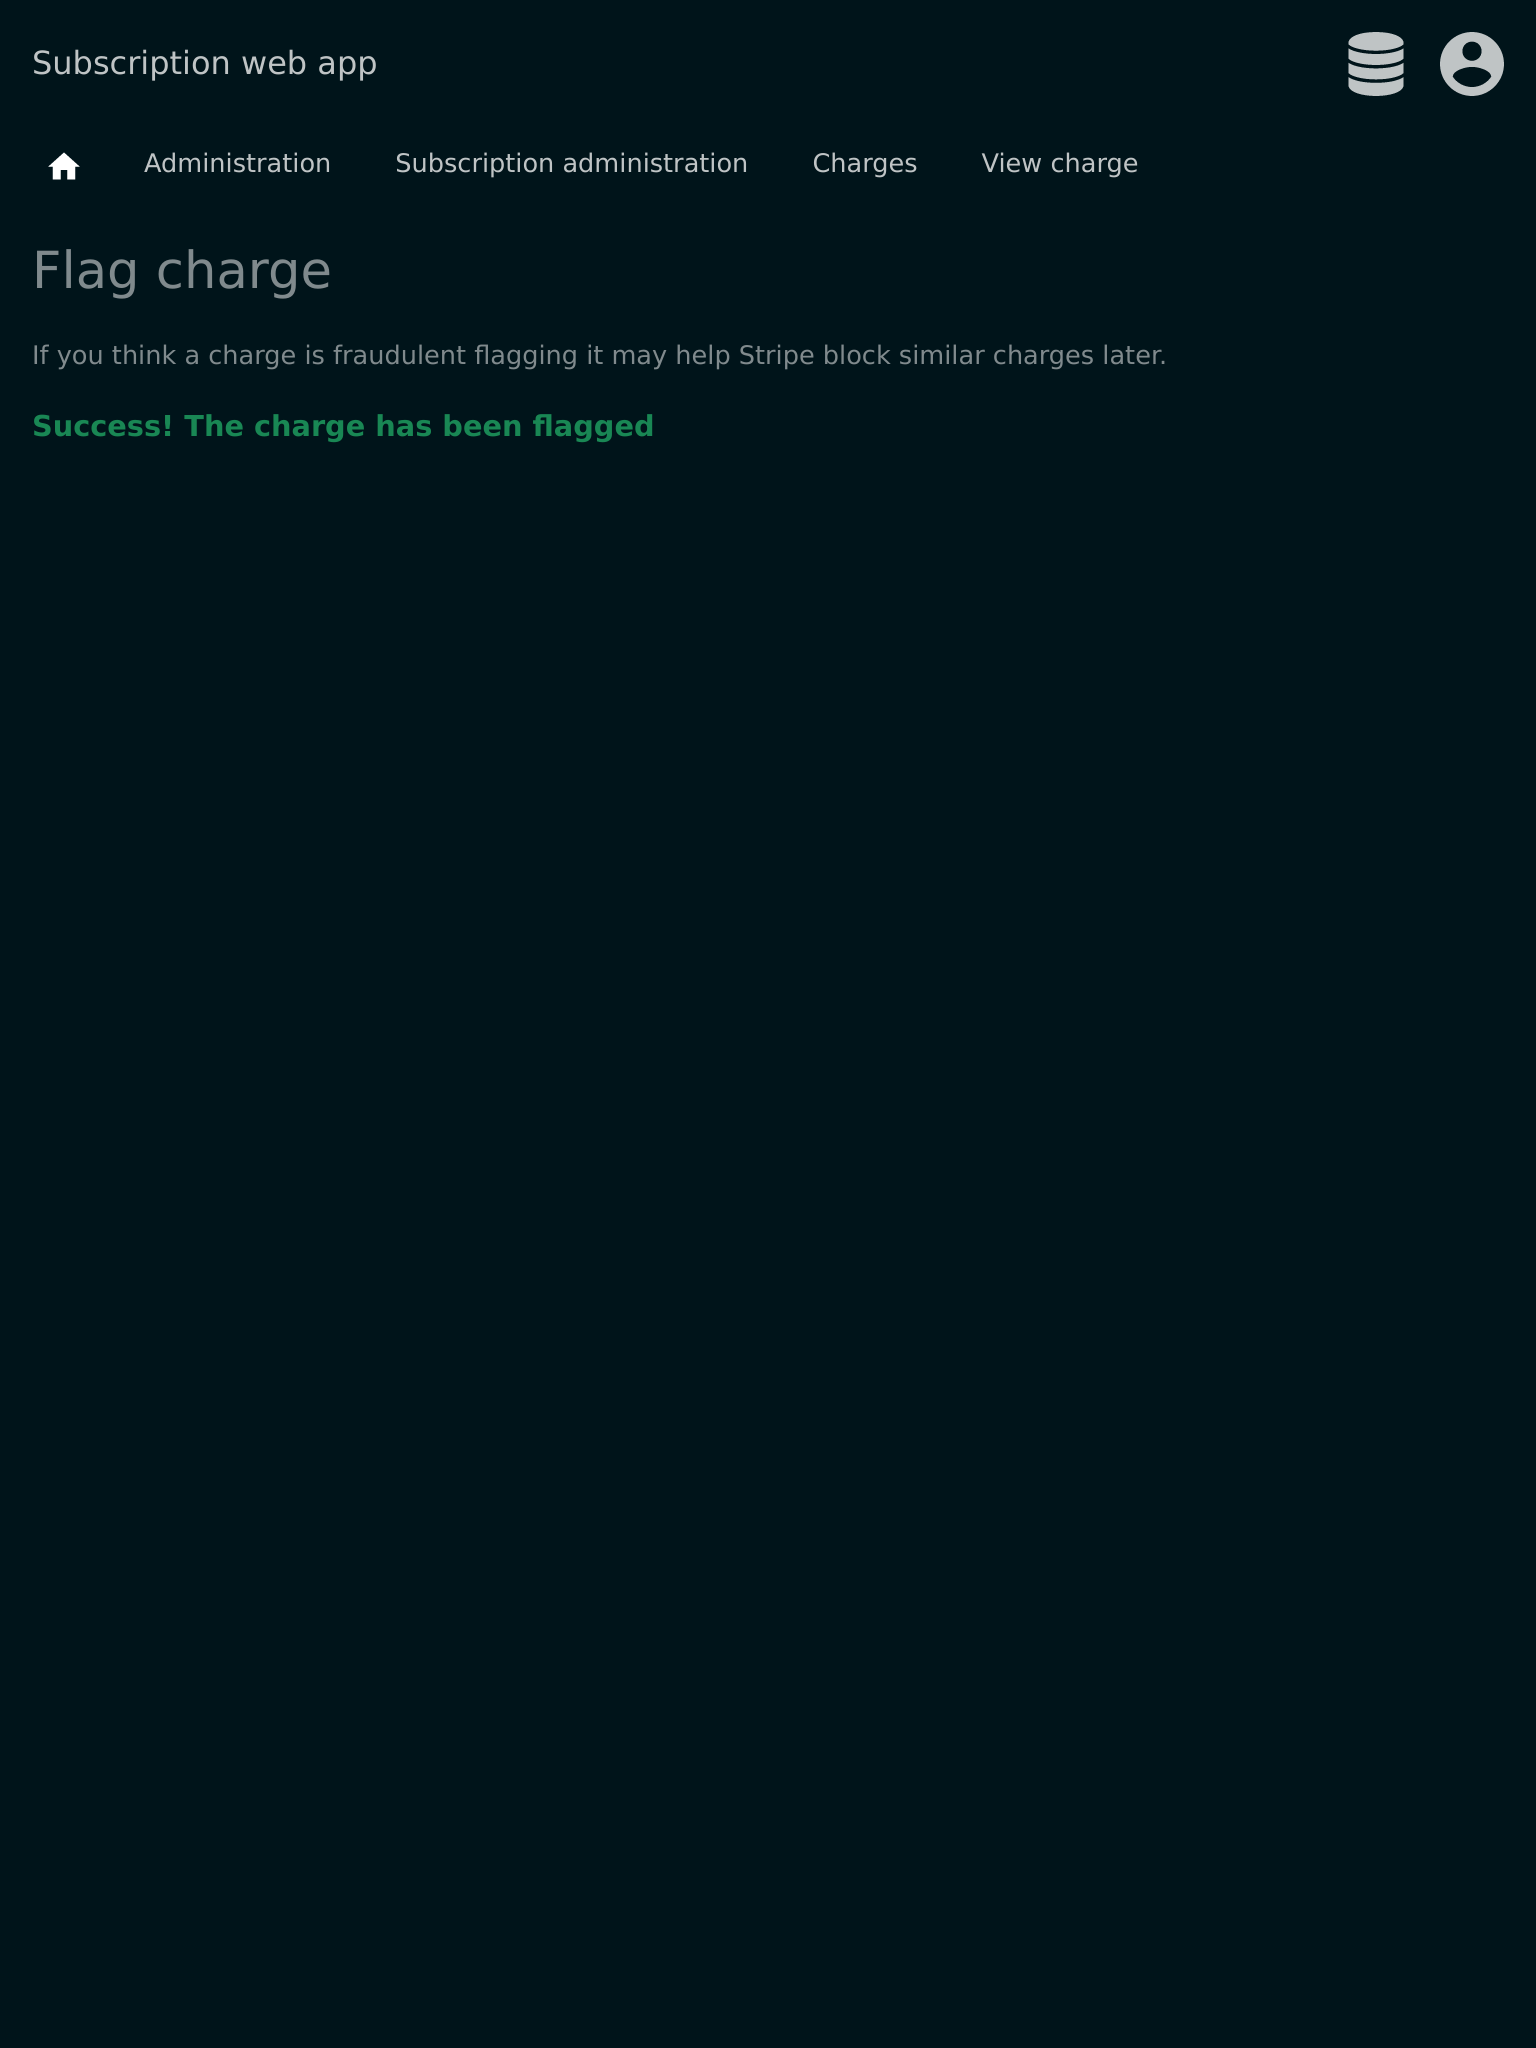 Subscription web app
Administration Subscription administration Charges View charge
Flag charge
If you think a charge is fraudulent flagging it may help Stripe block similar charges later.
Success! The charge has been flagged